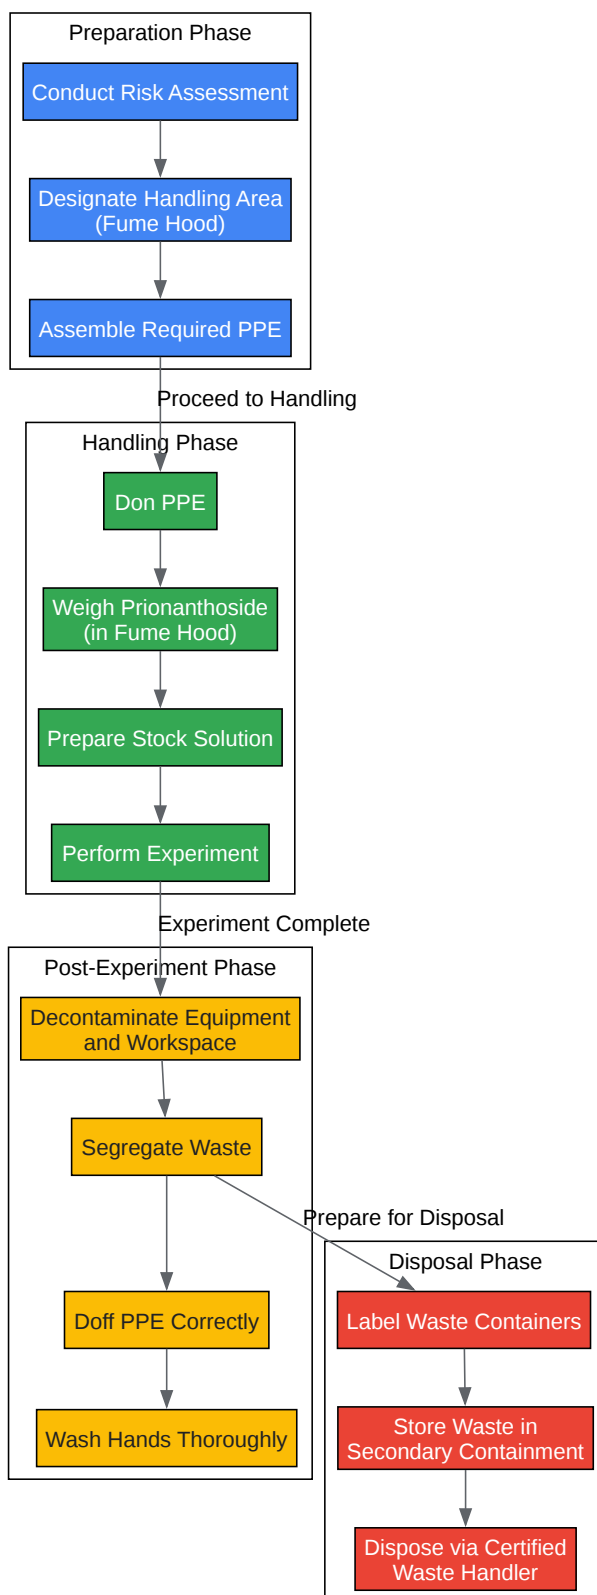 Preparation Phase
Conduct Risk Assessment
Designate Handling Area
(Fume Hood)
Assemble Required PPE
Proceed to Handling
Handling Phase
Don PPE
Weigh Prionanthoside
(in Fume Hood)
Prepare Stock Solution
Perform Experiment
Experiment Complete
Post-Experiment Phase
Decontaminate Equipment
and Workspace
Segregate Waste
Prepare for Disposal
Disposal Phase
Doff PPE Correctly
Label Waste Containers
Wash Hands Thoroughly
Store Waste in
Secondary Containment
Dispose via Certified
Waste Handler